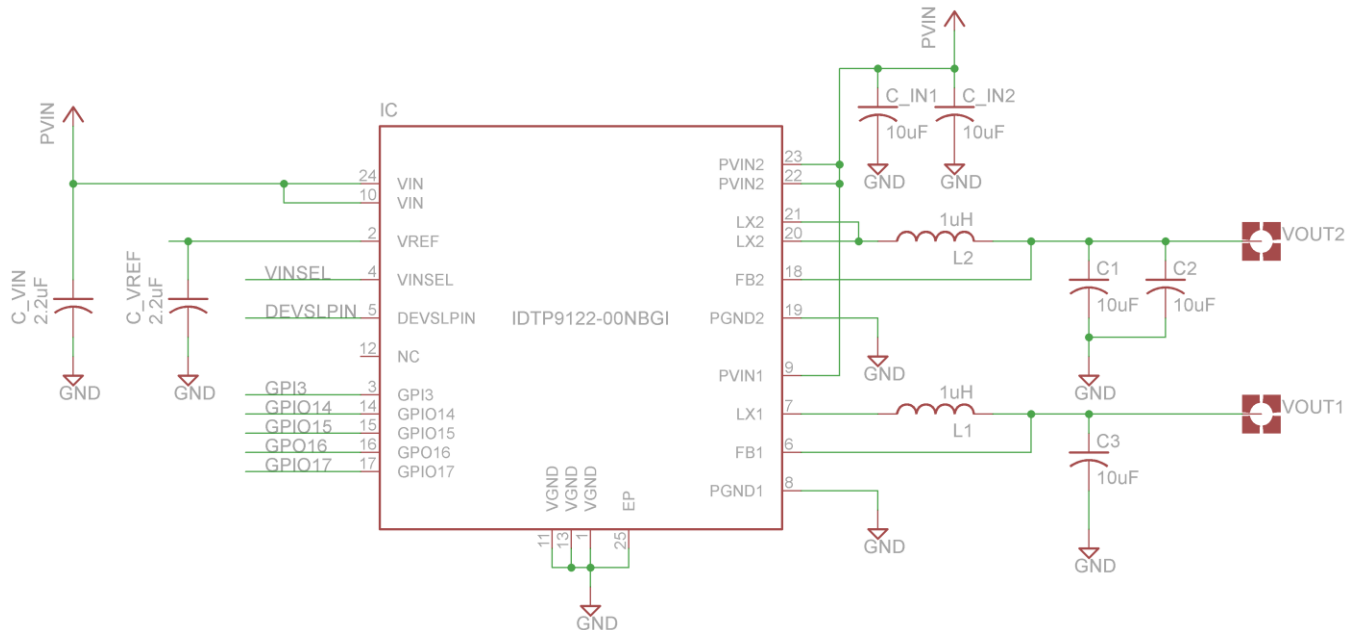 PVIN
C_IN1
C_IN2
10uF
10uF
GND
GND
PVIN
IC
24 VIN
10 VIN
2 VREF
VINSEL 4 VINSEL
DEVSLPIN 5 DEVSLPIN
12 NC
GPI3 3 GPI3
GPIO14 14 GPIO14
GPIO15 15 GPIO15
GPO16 16 GPO16
GPIO17 17 GPIO17
C_VIN
2.2uF
GND
C_VREF
2.2uF
GND
IDTP9122-00NBGI
PVIN2 23
PVIN2 22
LX2 21
LX2 20
FB2 18
PGND2 19
PVIN1 9
LX1 7
FB1 6
PGND1 8
VGND
VGND
VGND
EP
11
13
1
25
GND
1uH
L2
VOUT2
C1
10uF
C2
10uF
GND
GND
1uH
L1
VOUT1
C3
10uF
GND
GND